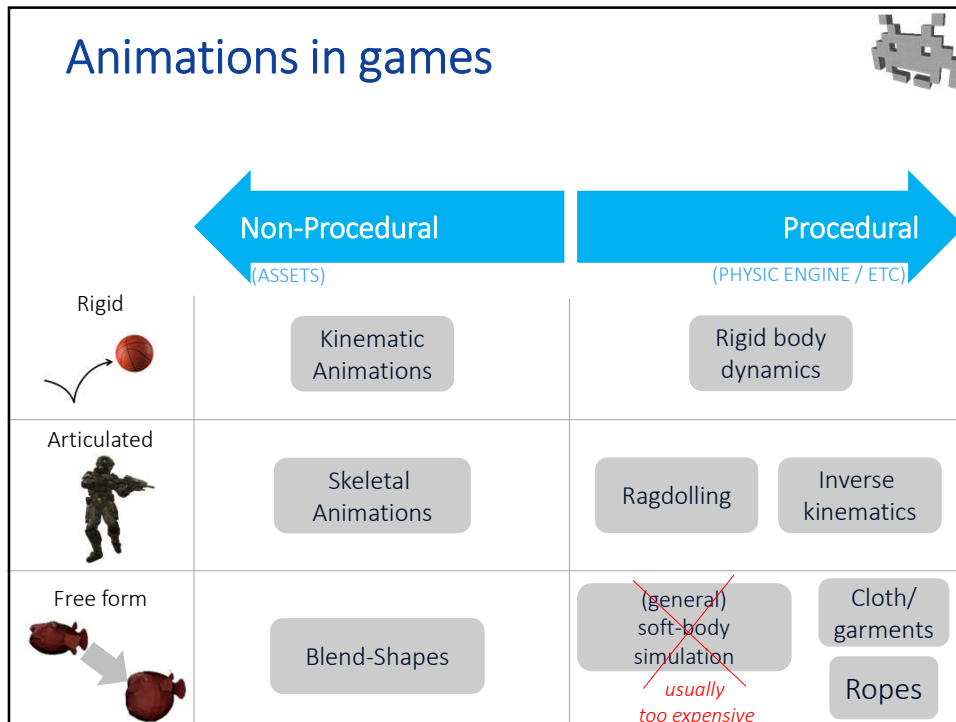 Animations in games
Non-Procedural
Procedural
(ASSETS)
(PHYSIC ENGINE / ETC)
Rigid
Kinematic
Animations
Rigid body
dynamics
Articulated
Skeletal
Animations
Ragdolling
Inverse
kinematics
Free form
Blend-Shapes
(general)
soft-body
simulation
usually
too expensive
Cloth/
garments
Ropes